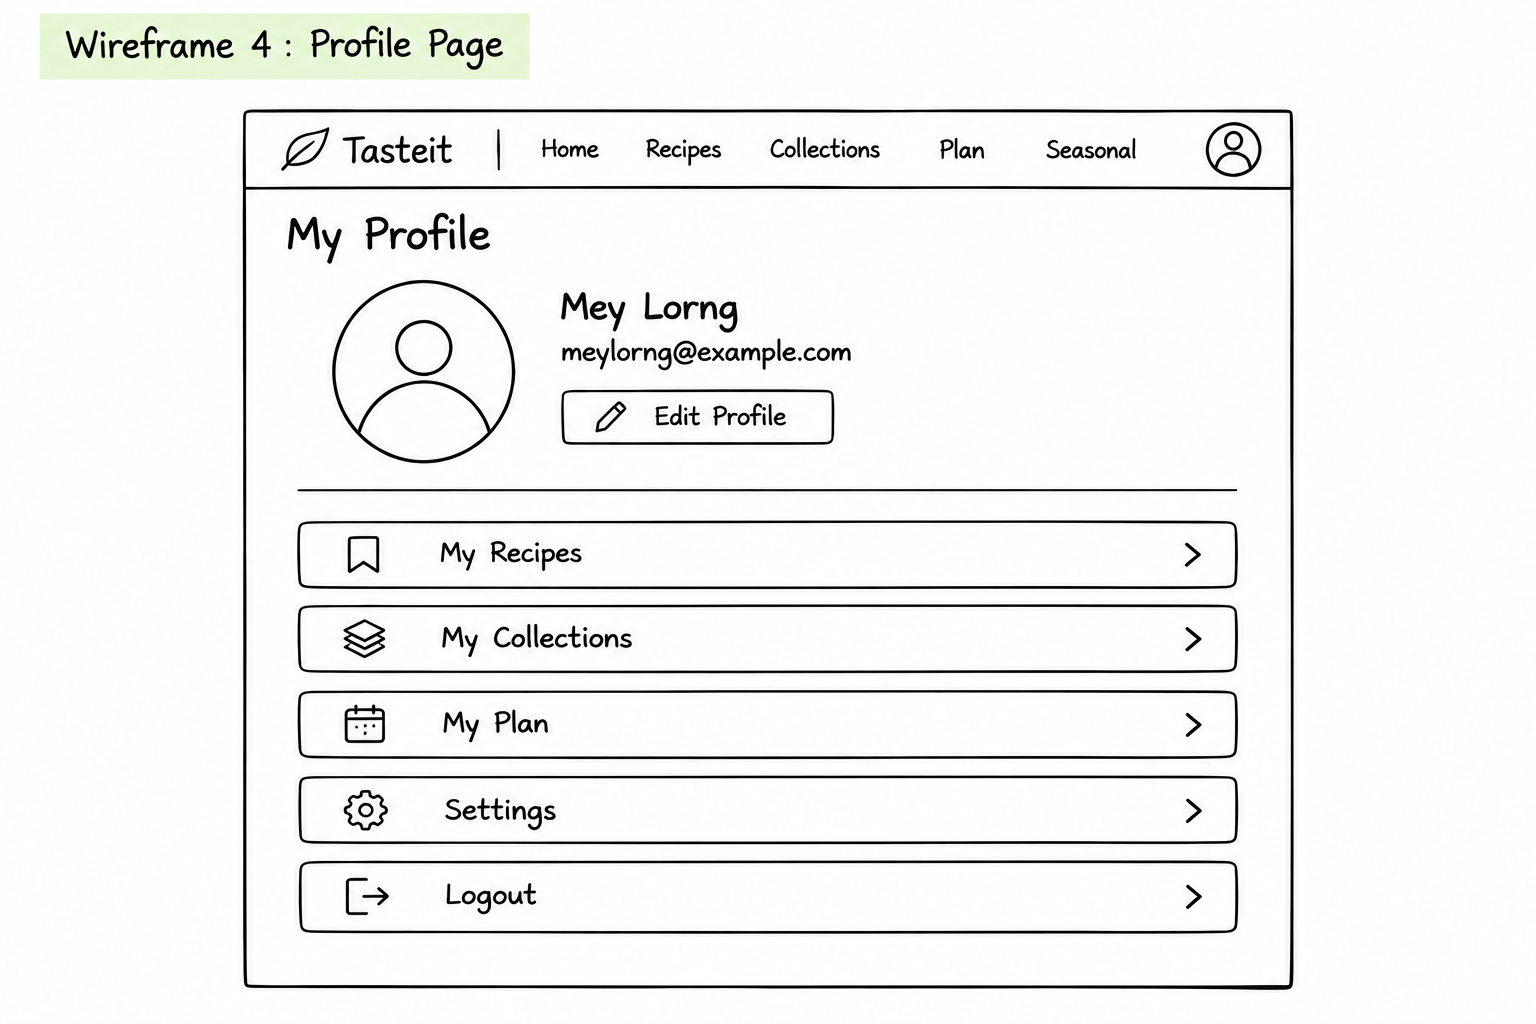 Wireframe 4 : Profile Page
Tasteit Home Recipes Collections Plan Seasonal
My Profile
Mey Lorng
meylorng@example.com
Edit Profile
My Recipes
My Collections
My Plan
Settings
Logout